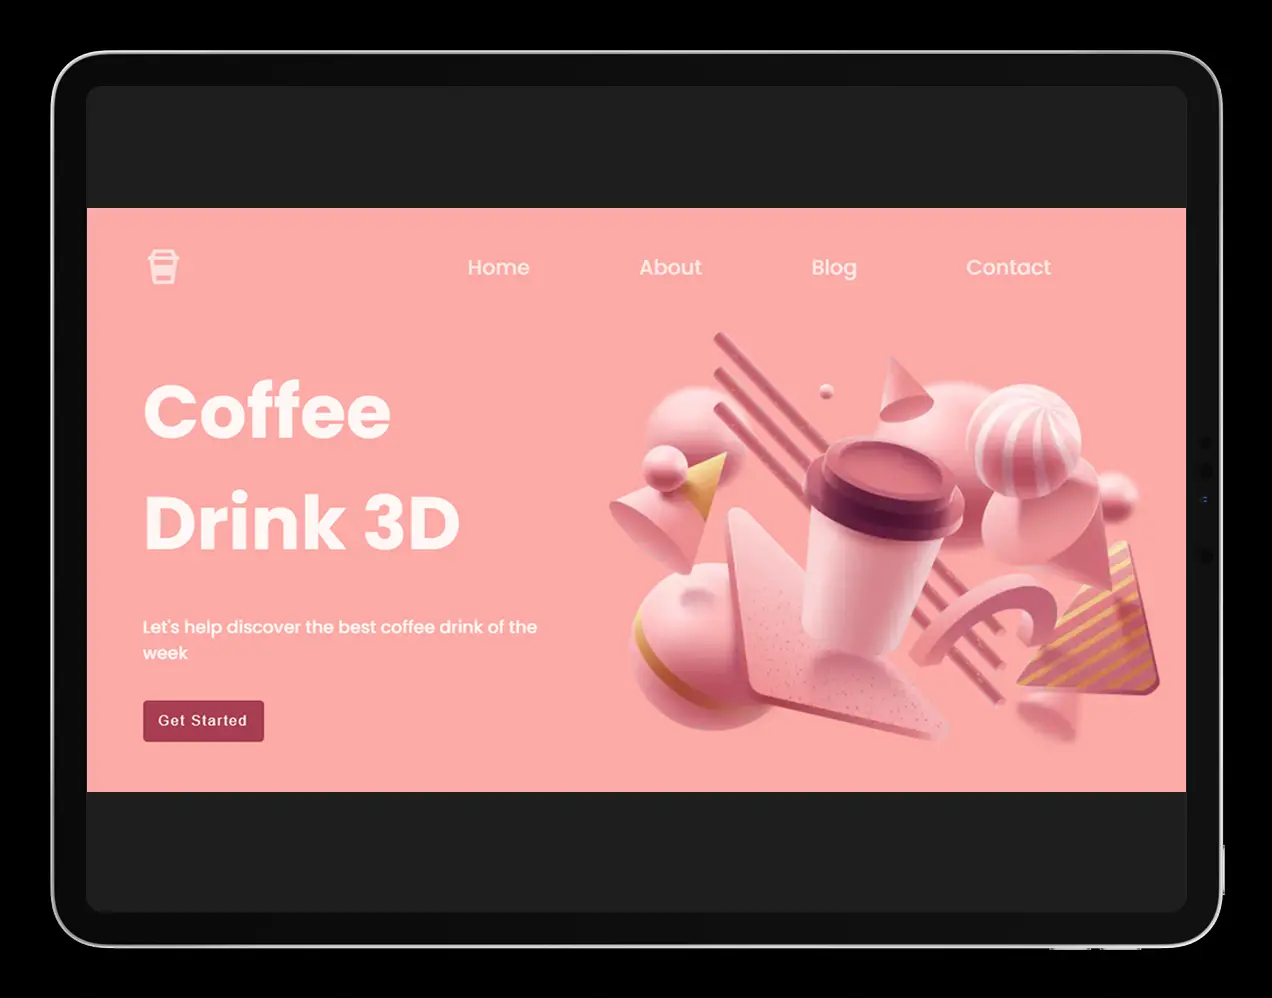 Home About Blog Contact
Coffee
Drink 3D
Let's help discover the best coffee drink of the
week
Get Started